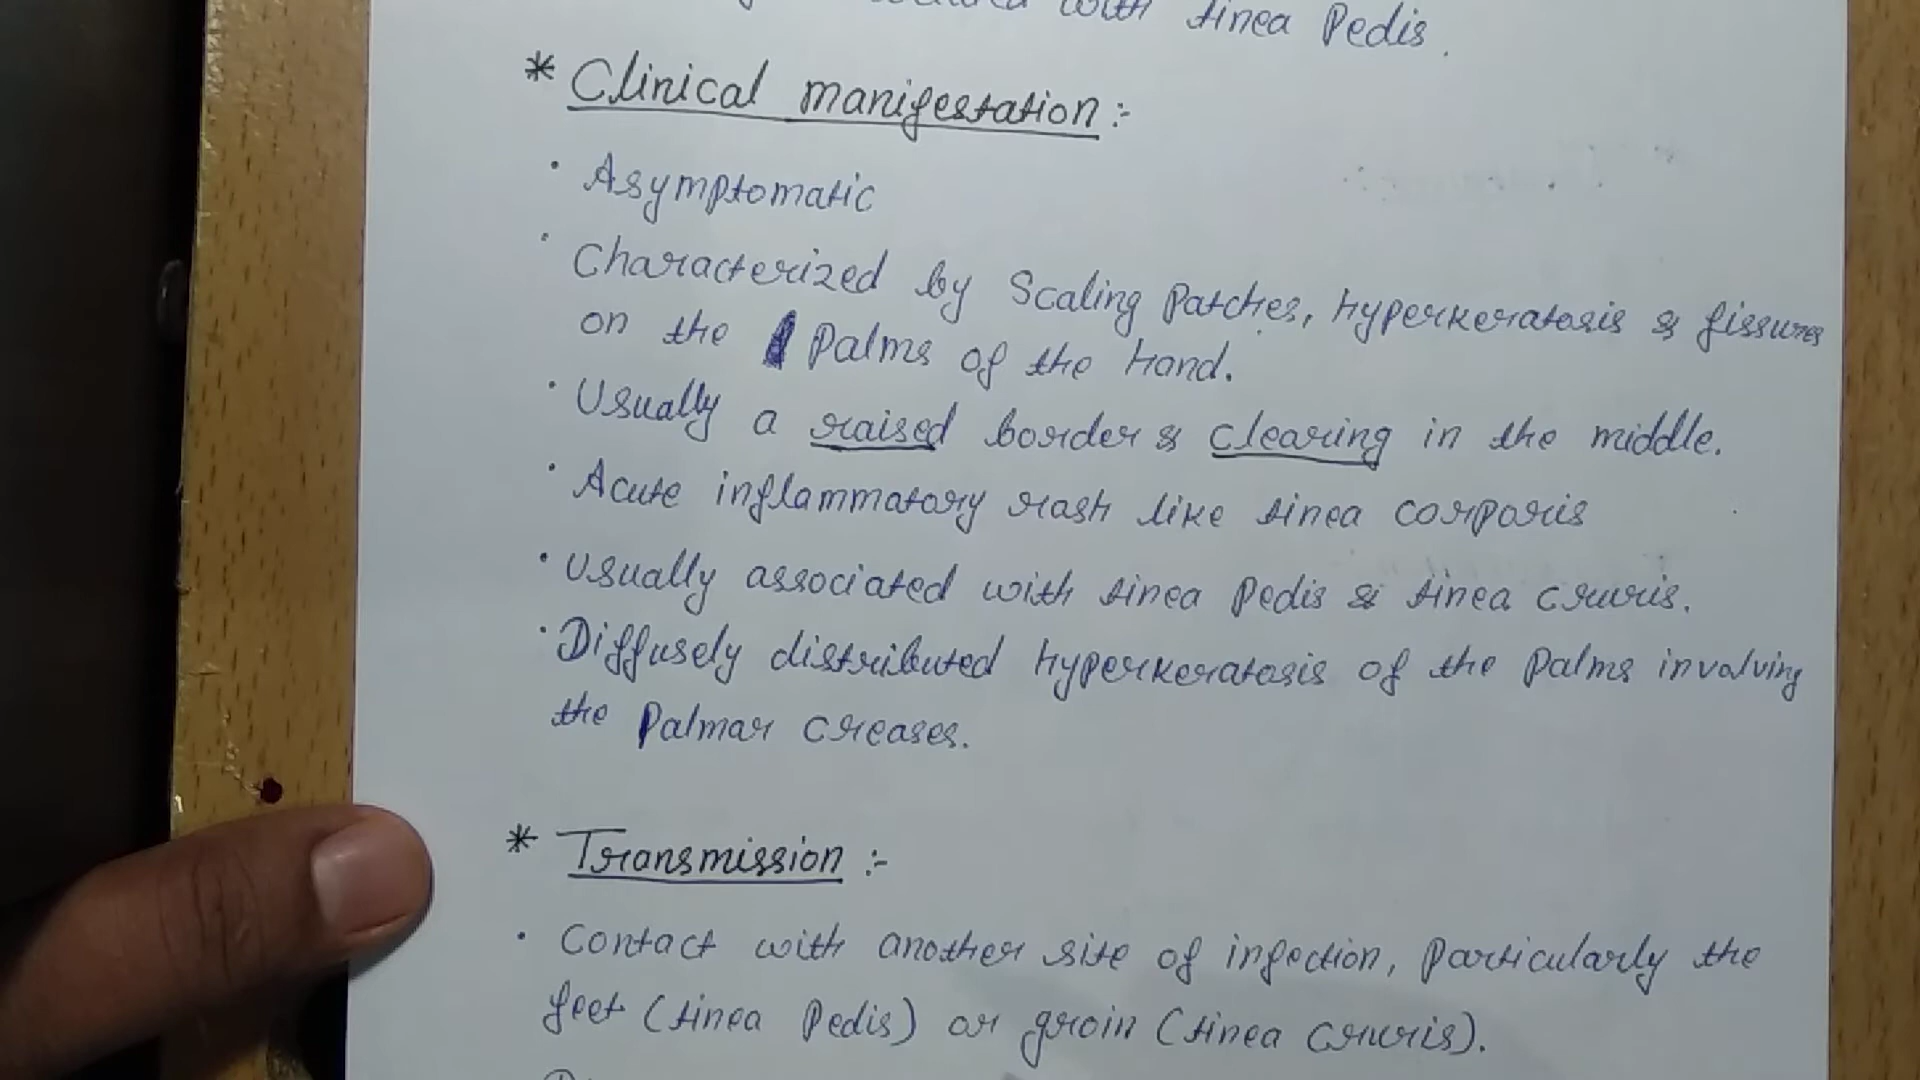 with tinea Pedis.
* Clinical manifestation :-
· Asymptomatic
· Characterized by Scaling Patches, Hyperkeratosis & fissures
on the Palms of the Hand.
· Usually a raised border & clearing in the middle.
· Acute inflammatory rash like tinea corporis
· Usually associated with tinea Pedis & tinea cruris.
· Diffusely distributed Hyperkeratosis of the Palms involving
the Palmar creases.
* Transmission :-
· Contact with another site of infection, Particularly the
feet (tinea Pedis) or groin (tinea Cruris).